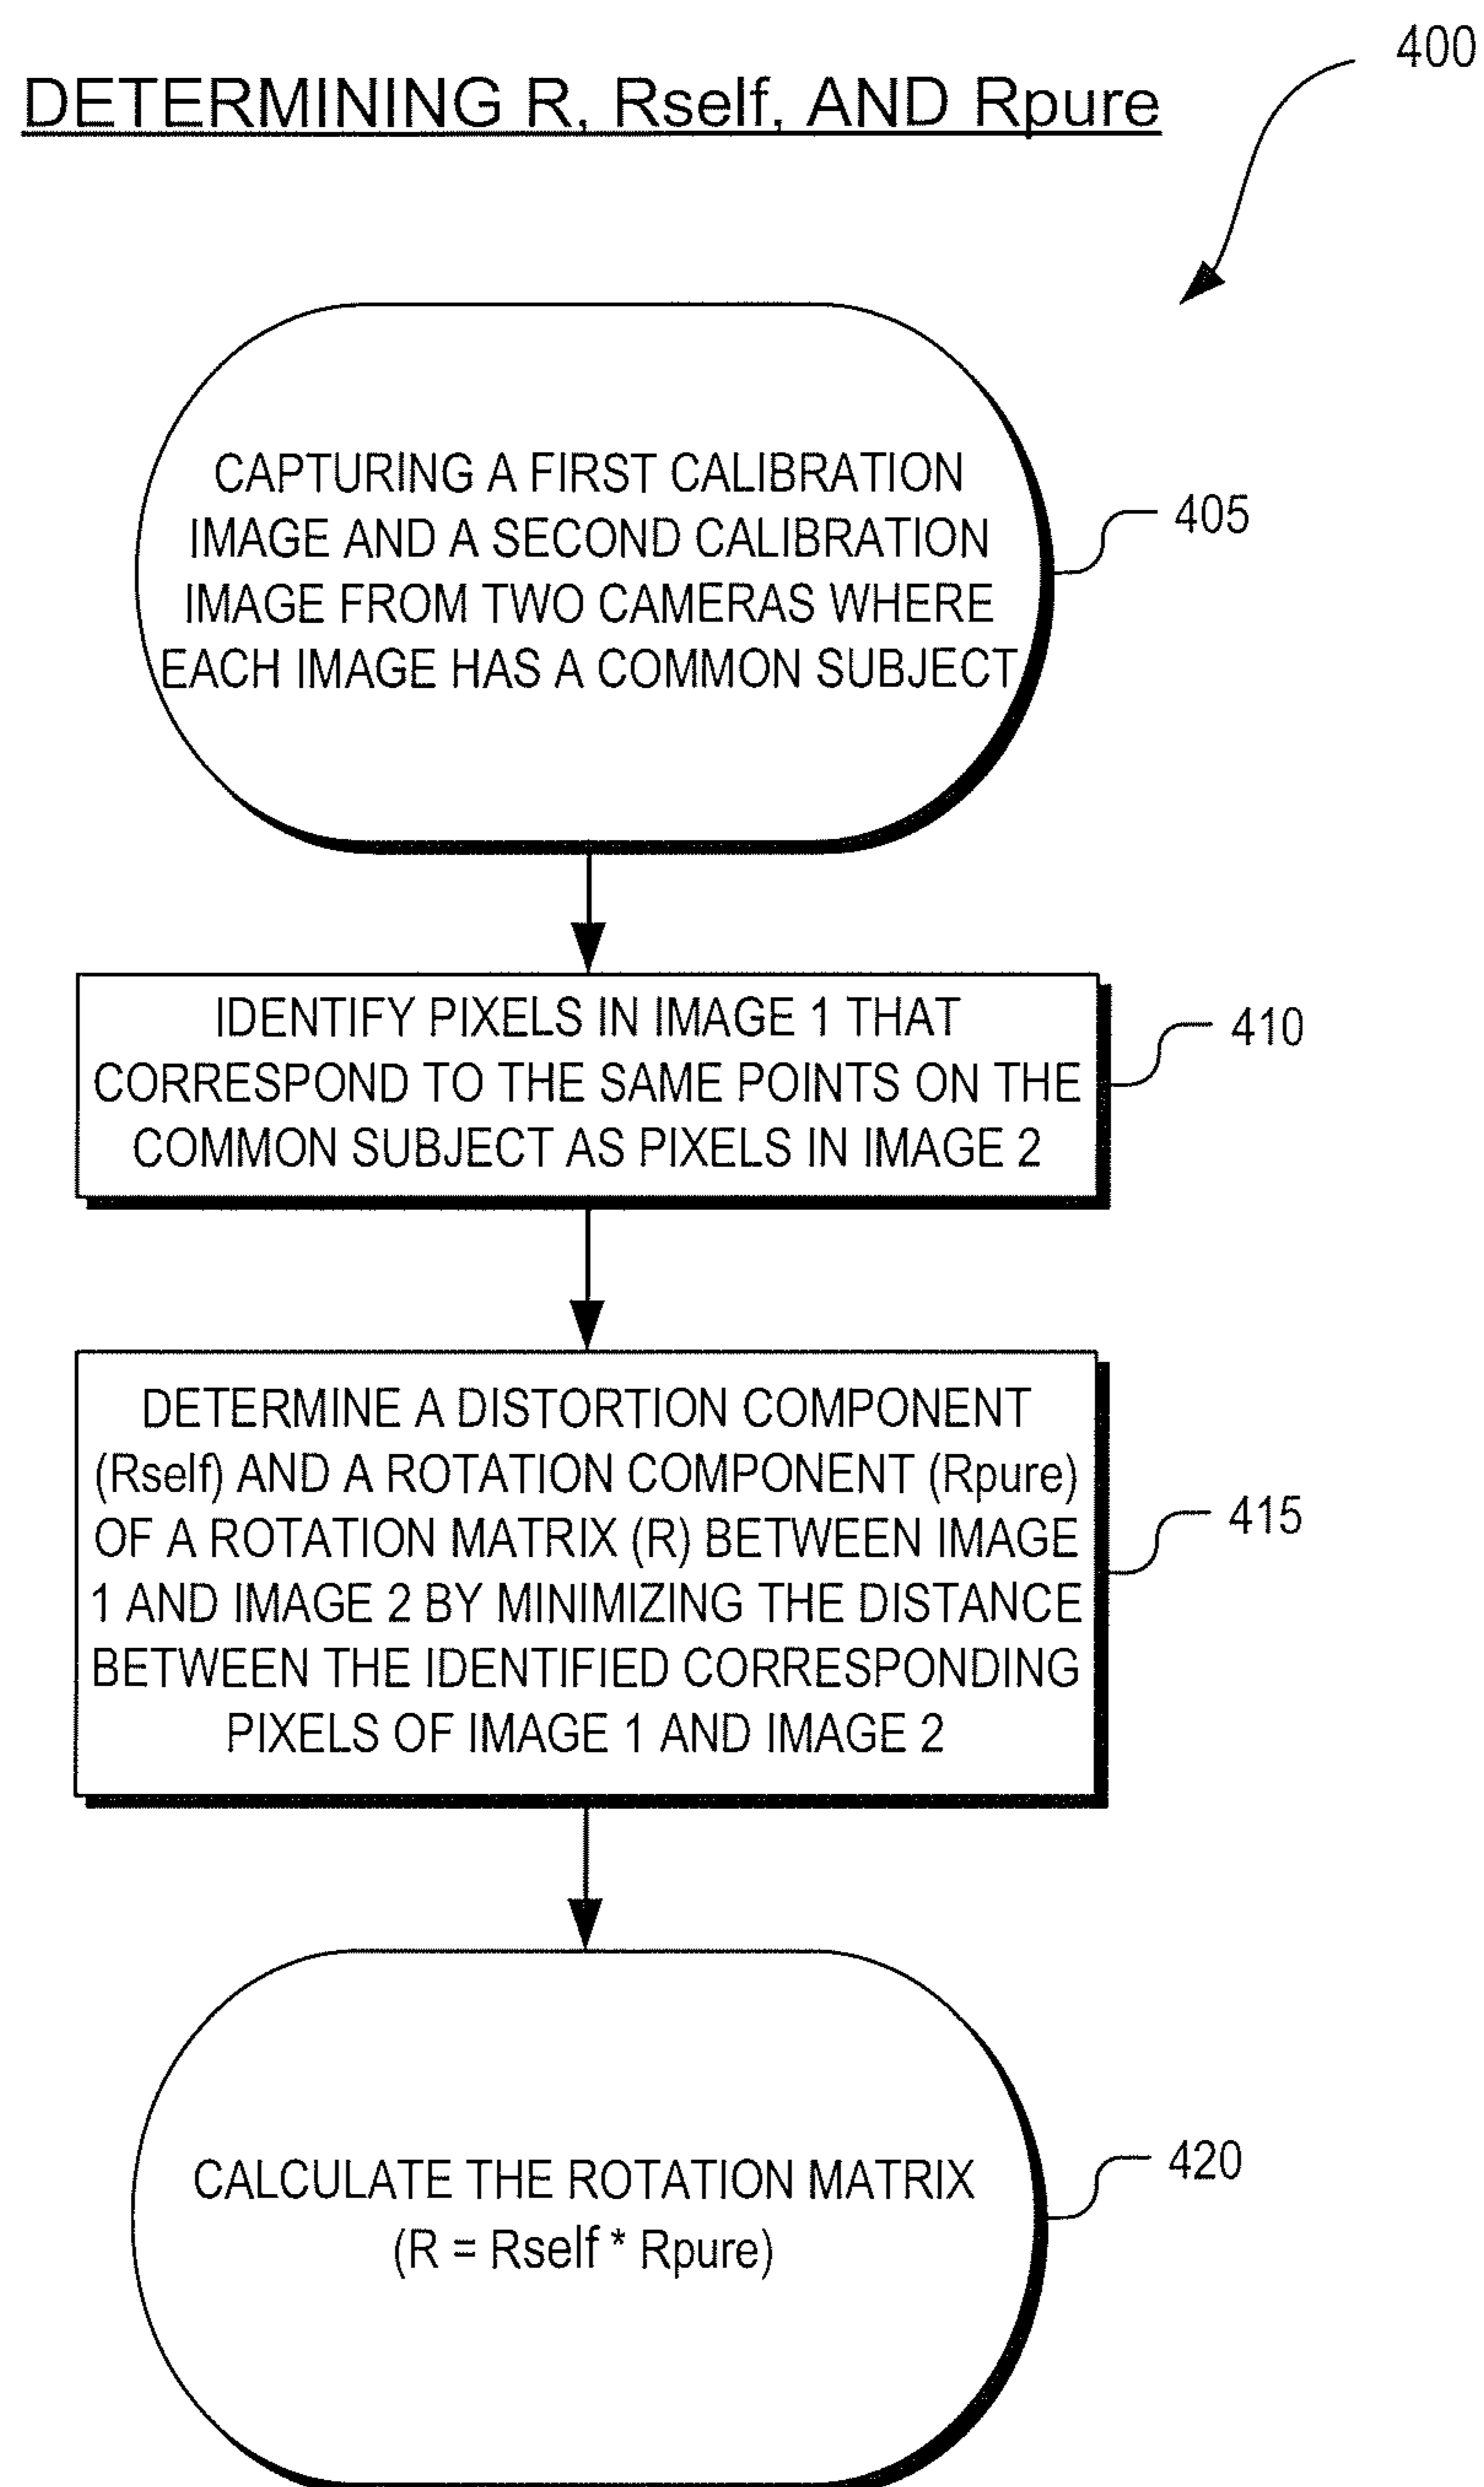 400
DETERMINING R, Rself, AND Rpure
CAPTURING A FIRST CALIBRATION
IMAGE AND A SECOND CALIBRATION
IMAGE FROM TWO CAMERAS WHERE
EACH IMAGE HAS A COMMON SUBJECT
405
IDENTIFY PIXELS IN IMAGE 1 THAT
CORRESPOND TO THE SAME POINTS ON THE
COMMON SUBJECT AS PIXELS IN IMAGE 2
410
DETERMINE A DISTORTION COMPONENT
(Rself) AND A ROTATION COMPONENT (Rpure)
OF A ROTATION MATRIX (R) BETWEEN IMAGE
1 AND IMAGE 2 BY MINIMIZING THE DISTANCE
BETWEEN THE IDENTIFIED CORRESPONDING
PIXELS OF IMAGE 1 AND IMAGE 2
415
CALCULATE THE ROTATION MATRIX
(R = Rself * Rpure)
420